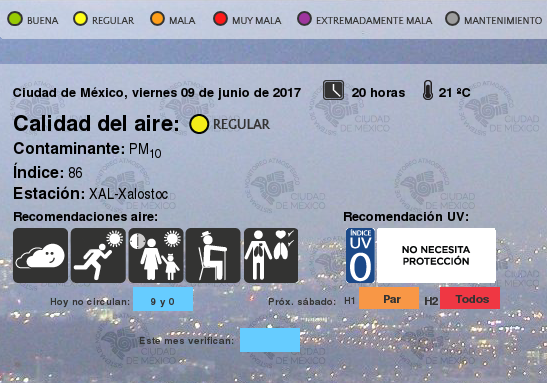 BUENA REGULAR MALA MUY MALA EXTREMADAMENTE MALA MANTENIMIENTO
Ciudad de México, viernes 09 de junio de 2017 20 horas 21 ºC
Calidad del aire: REGULAR
Contaminante: PM10
Índice: 86
Estación: XAL-Xalostoc
Recomendaciones aire: Recomendación UV:
ÍNDICE
UV
0
NO NECESITA
PROTECCIÓN
Hoy no circulan: 9 y 0 Próx. sábado: H1 Par H2 Todos
Este mes verifican:
CIUDAD
DE MÉXICO